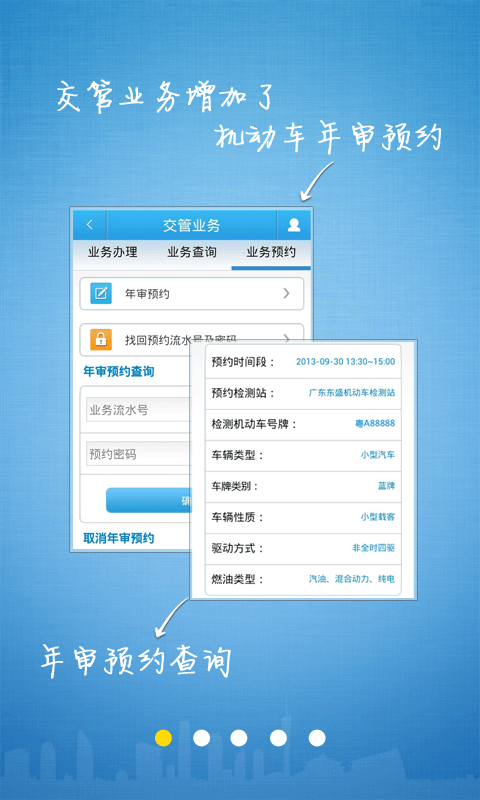 交管业务增加了
机动车年审预约
交管业务
业务办理 业务查询 业务预约
年审预约
找回预约流水号及密码
年审预约查询
业务流水号
预约密码
确
取消年审预约
预约时间段： 2013-09-30 13:30~15:00
预约检测站： 广东东盛机动车检测站
检测机动车号牌： 粤A88888
车辆类型： 小型汽车
车牌类别： 蓝牌
车辆性质： 小型载客
驱动方式： 非全时四驱
燃油类型： 汽油、混合动力、纯电
年审预约查询